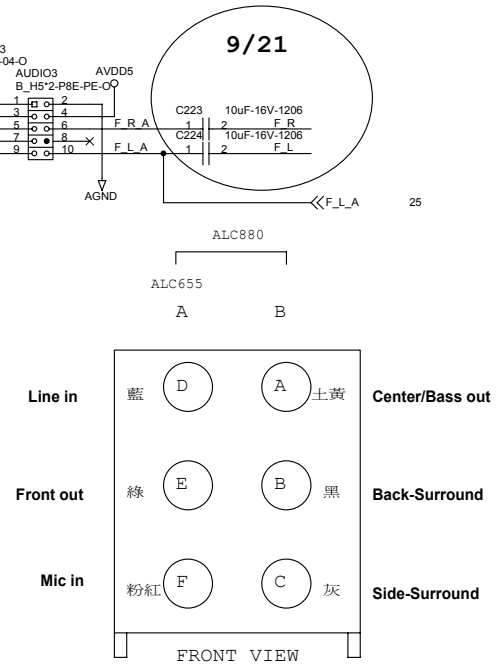 9/21
3
-04-O
AUDIO3 AVDD5
B_H5*2-P8E-PE-O
1 2
3 4
5 6 F_R_A
7 8
9 10 F_L_A
C223 10uF-16V-1206
1 2 F_R
C224 10uF-16V-1206
1 2 F_L
AGND
F_L_A 25
ALC880
ALC655
A B
Line in 藍 D A 土黃 Center/Bass out
Front out 綠 E B 黑 Back-Surround
Mic in 粉紅 F C 灰 Side-Surround
FRONT VIEW